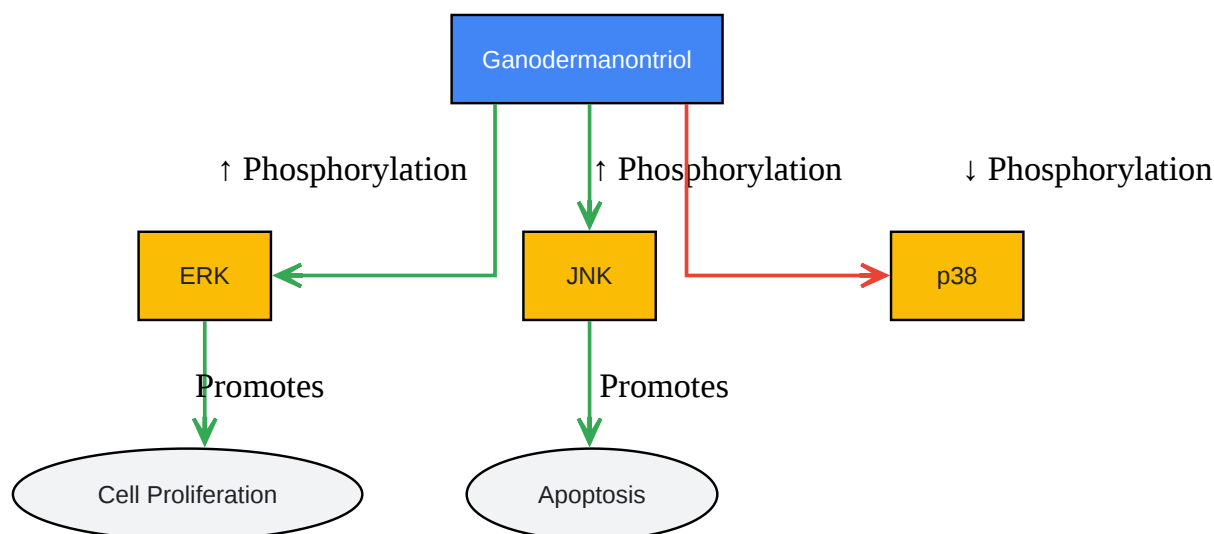 Ganodermanontriol
↑ Phosphorylation
↑ Phosphorylation
↓ Phosphorylation
ERK
JNK
p38
Promotes
Promotes
Cell Proliferation
Apoptosis